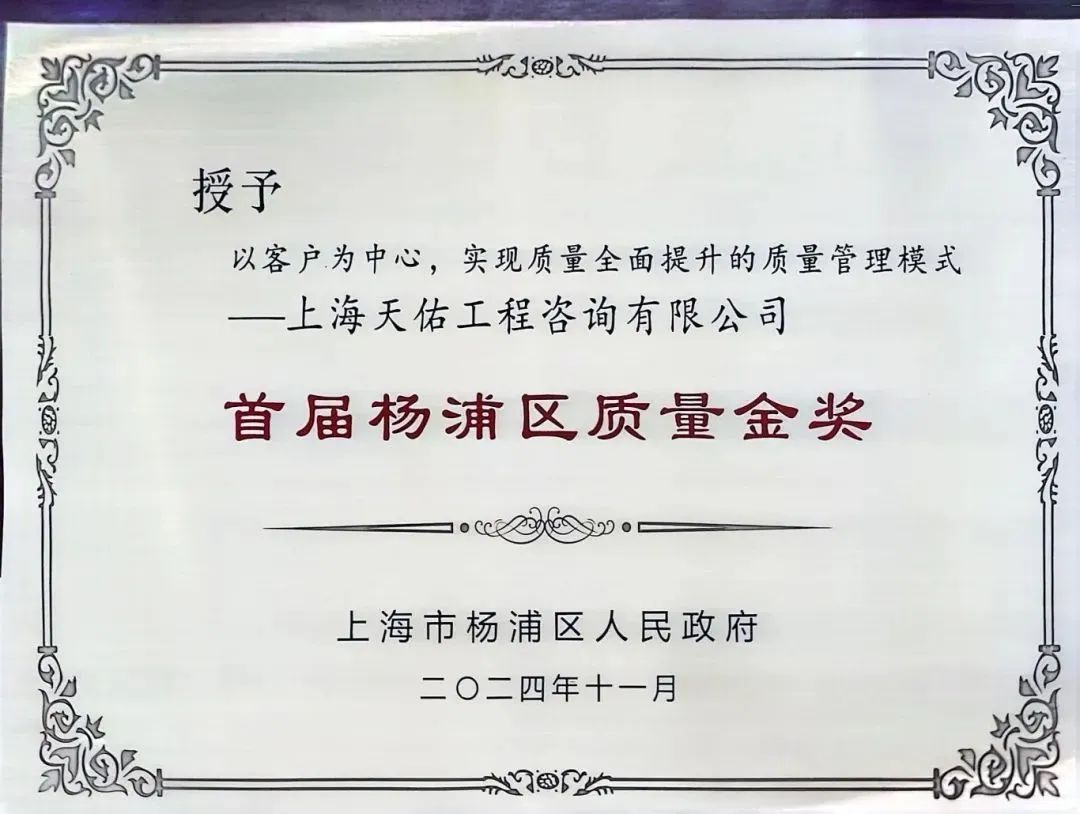 授予
以客户为中心，实现质量全面提升的质量管理模式
——上海天佑工程咨询有限公司
首届杨浦区质量金奖
上海市杨浦区人民政府
二〇二四年十一月